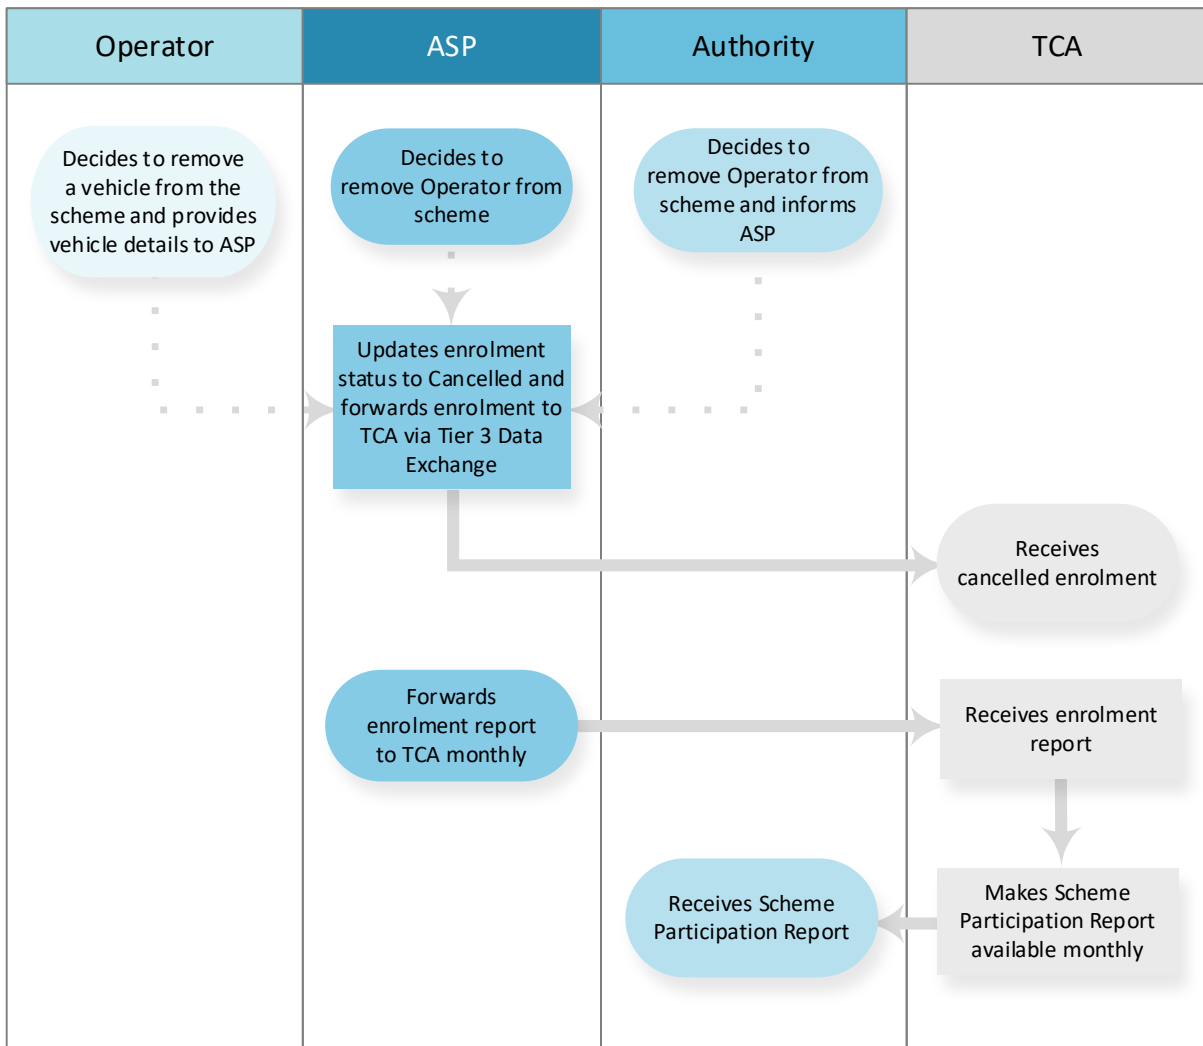 Operator
ASP
Authority
TCA
Decides to remove
a vehicle from the
scheme and provides
vehicle details to ASP
Decides to
remove Operator from
scheme
Decides to
remove Operator from
scheme and informs
ASP
Updates enrolment
status to Cancelled and
forwards enrolment to
TCA via Tier 3 Data
Exchange
Receives
cancelled enrolment
Forwards
enrolment report
to TCA monthly
Receives enrolment
report
Receives Scheme
Participation Report
Makes Scheme
Participation Report
available monthly